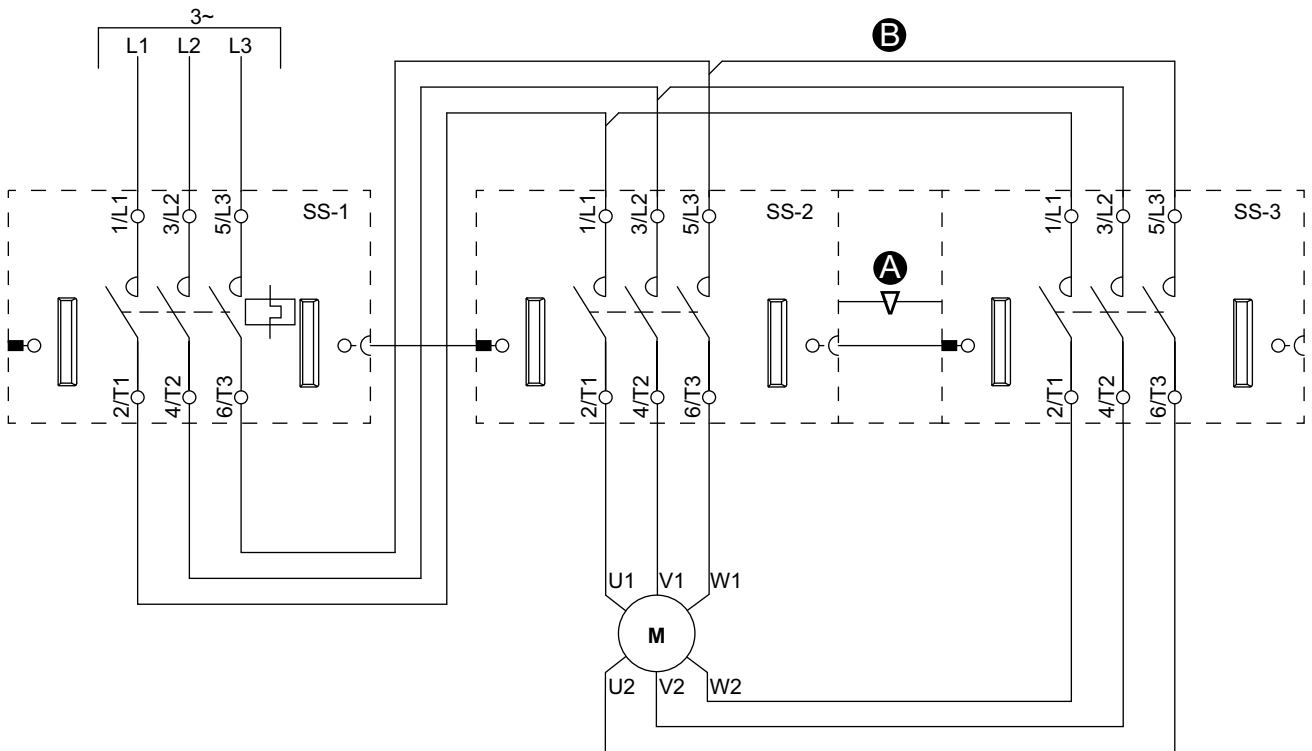 3~
L1 L2 L3
B
SS-1 SS-2 SS-3
1/L1 3/L2 5/L3 1/L1 3/L2 5/L3 1/L1 3/L2 5/L3
A
2/T1 4/T2 6/T3 2/T1 4/T2 6/T3 2/T1 4/T2 6/T3
U1 V1 W1
M
U2 V2 W2